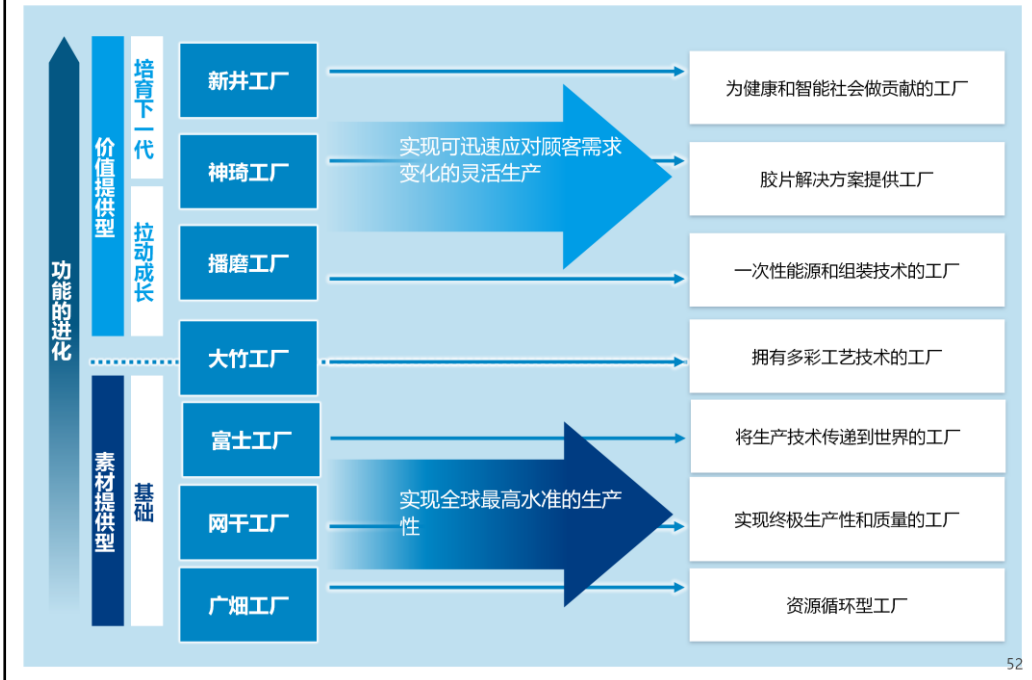 功能的进化
价值提供型
培育下一代
拉动成长
素材提供型
基础
新井工厂
神琦工厂
播磨工厂
大竹工厂
富士工厂
网干工厂
广畑工厂
实现可迅速应对顾客需求
变化的灵活生产
实现全球最高水准的生产
性
为健康和智能社会做贡献的工厂
胶片解决方案提供工厂
一次性能源和组装技术的工厂
拥有多彩工艺技术的工厂
将生产技术传递到世界的工厂
实现终极生产性和质量的工厂
资源循环型工厂
52